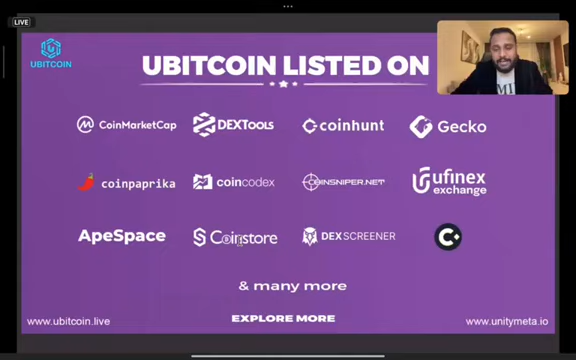 LIVE
UBITCOIN
UBITCOIN LISTED ON
CoinMarketCap DEXTools coinhunt Gecko
coinpaprika coincodex COINSNIPER.NET ufinex exchange
ApeSpace Coinstore DEXSCREENER
& many more
www.ubitcoin.live EXPLORE MORE www.unitymeta.io